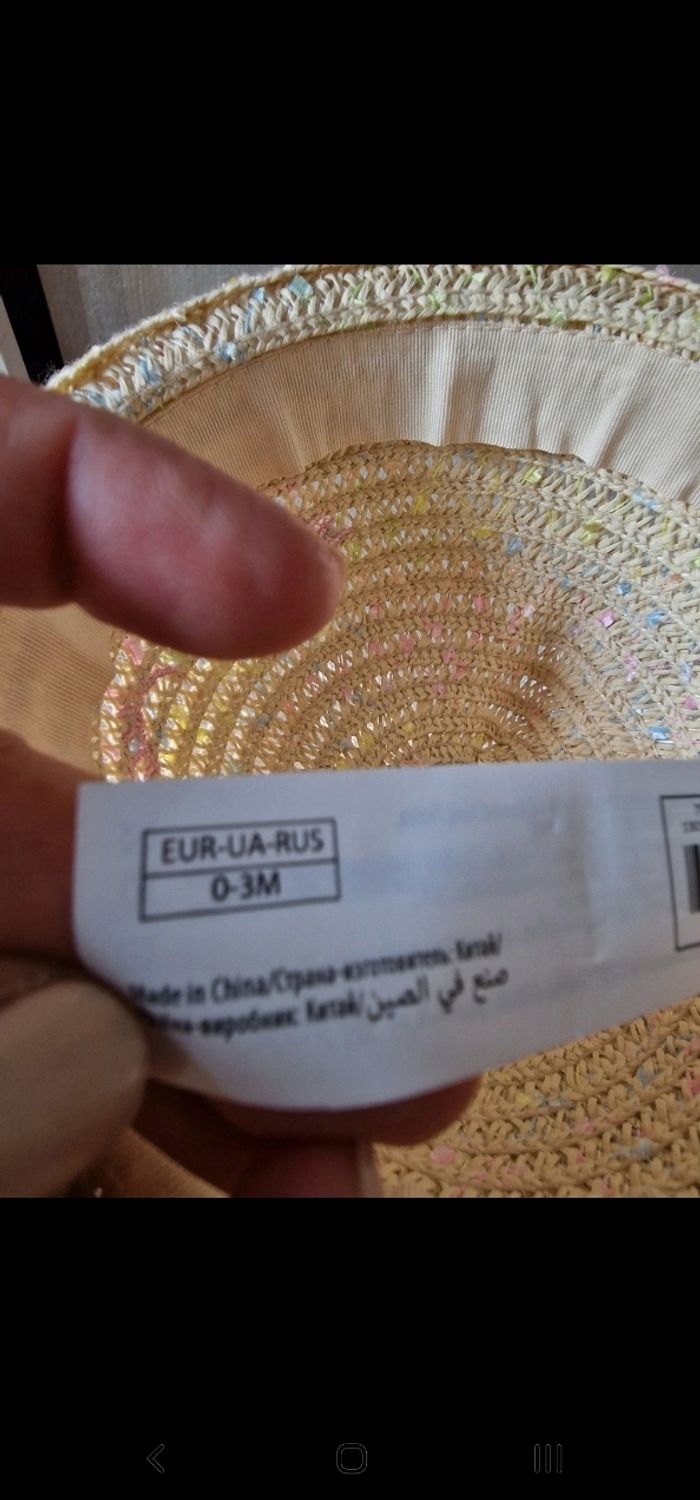 EUR-UA-RUS
0-3M
Made in China/Страна-изготовитель: Китай/
виробник: Китай/صنع في الصين